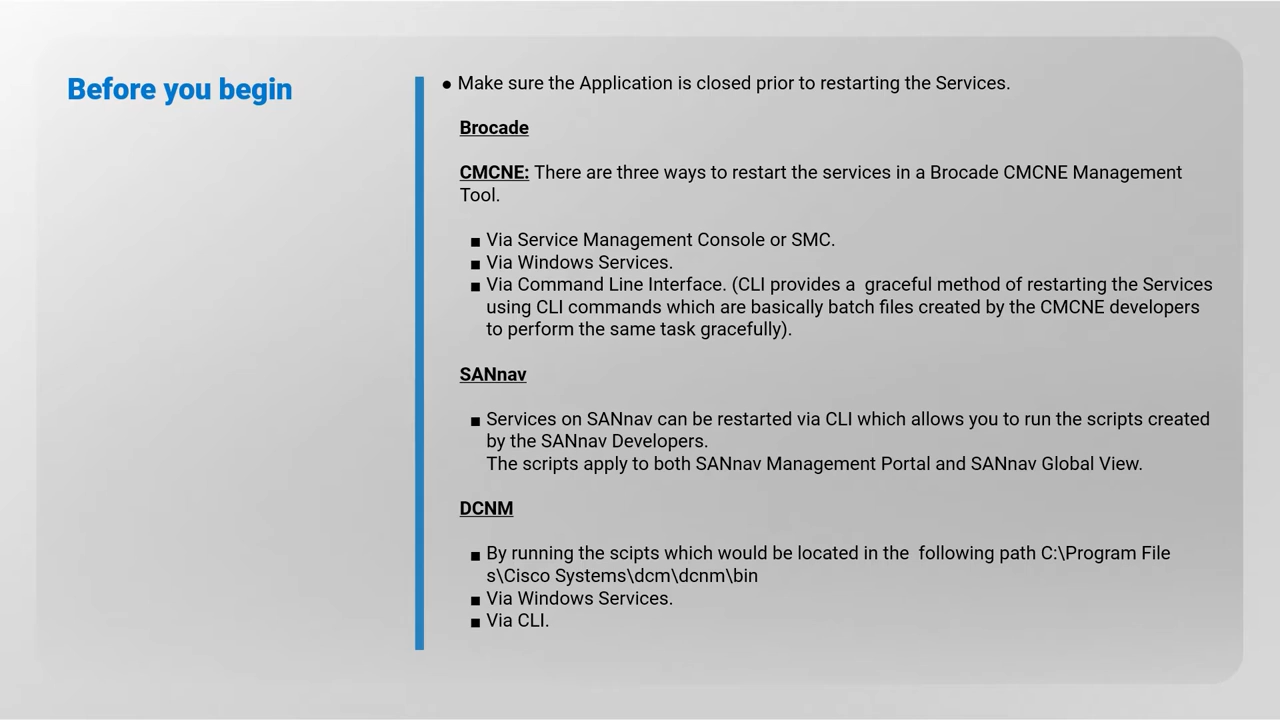 Before you begin
● Make sure the Application is closed prior to restarting the Services.
Brocade
CMCNE: There are three ways to restart the services in a Brocade CMCNE Management
Tool.
■ Via Service Management Console or SMC.
■ Via Windows Services.
■ Via Command Line Interface. (CLI provides a  graceful method of restarting the Services
using CLI commands which are basically batch files created by the CMCNE developers
to perform the same task gracefully).
SANnav
■ Services on SANnav can be restarted via CLI which allows you to run the scripts created
by the SANnav Developers.
The scripts apply to both SANnav Management Portal and SANnav Global View.
DCNM
■ By running the scipts which would be located in the  following path C:\Program File
s\Cisco Systems\dcm\dcnm\bin
■ Via Windows Services.
■ Via CLI.